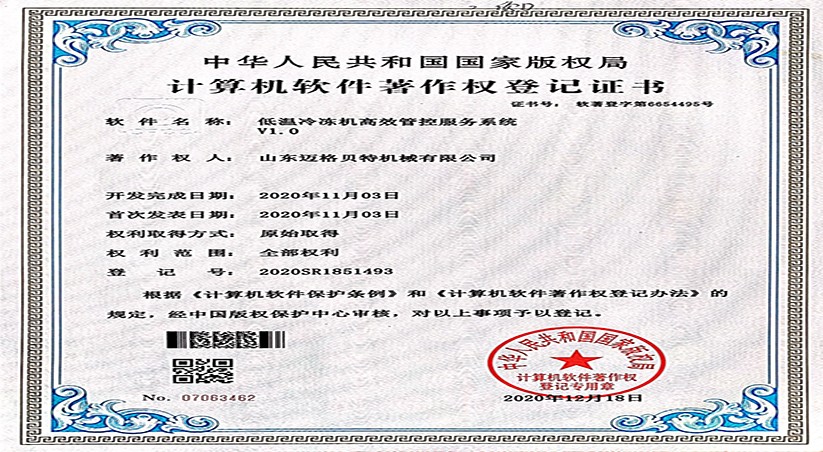 中华人民共和国国家版权局
计算机软件著作权登记证书
证书号： 软著登字第6654495号
软件名称： 低温冷冻机高效管控服务系统
V1.0
著作权人： 山东迈格贝特机械有限公司
开发完成日期： 2020年11月03日
首次发表日期： 2020年11月03日
权利取得方式： 原始取得
权利范围： 全部权利
登记号： 2020SR1851493
根据《计算机软件保护条例》和《计算机软件著作权登记办法》的
规定，经中国版权保护中心审核，对以上事项予以登记。
中华人民共和国国家版权局
计算机软件著作权
登记专用章
No. 07063462
2020年12月18日